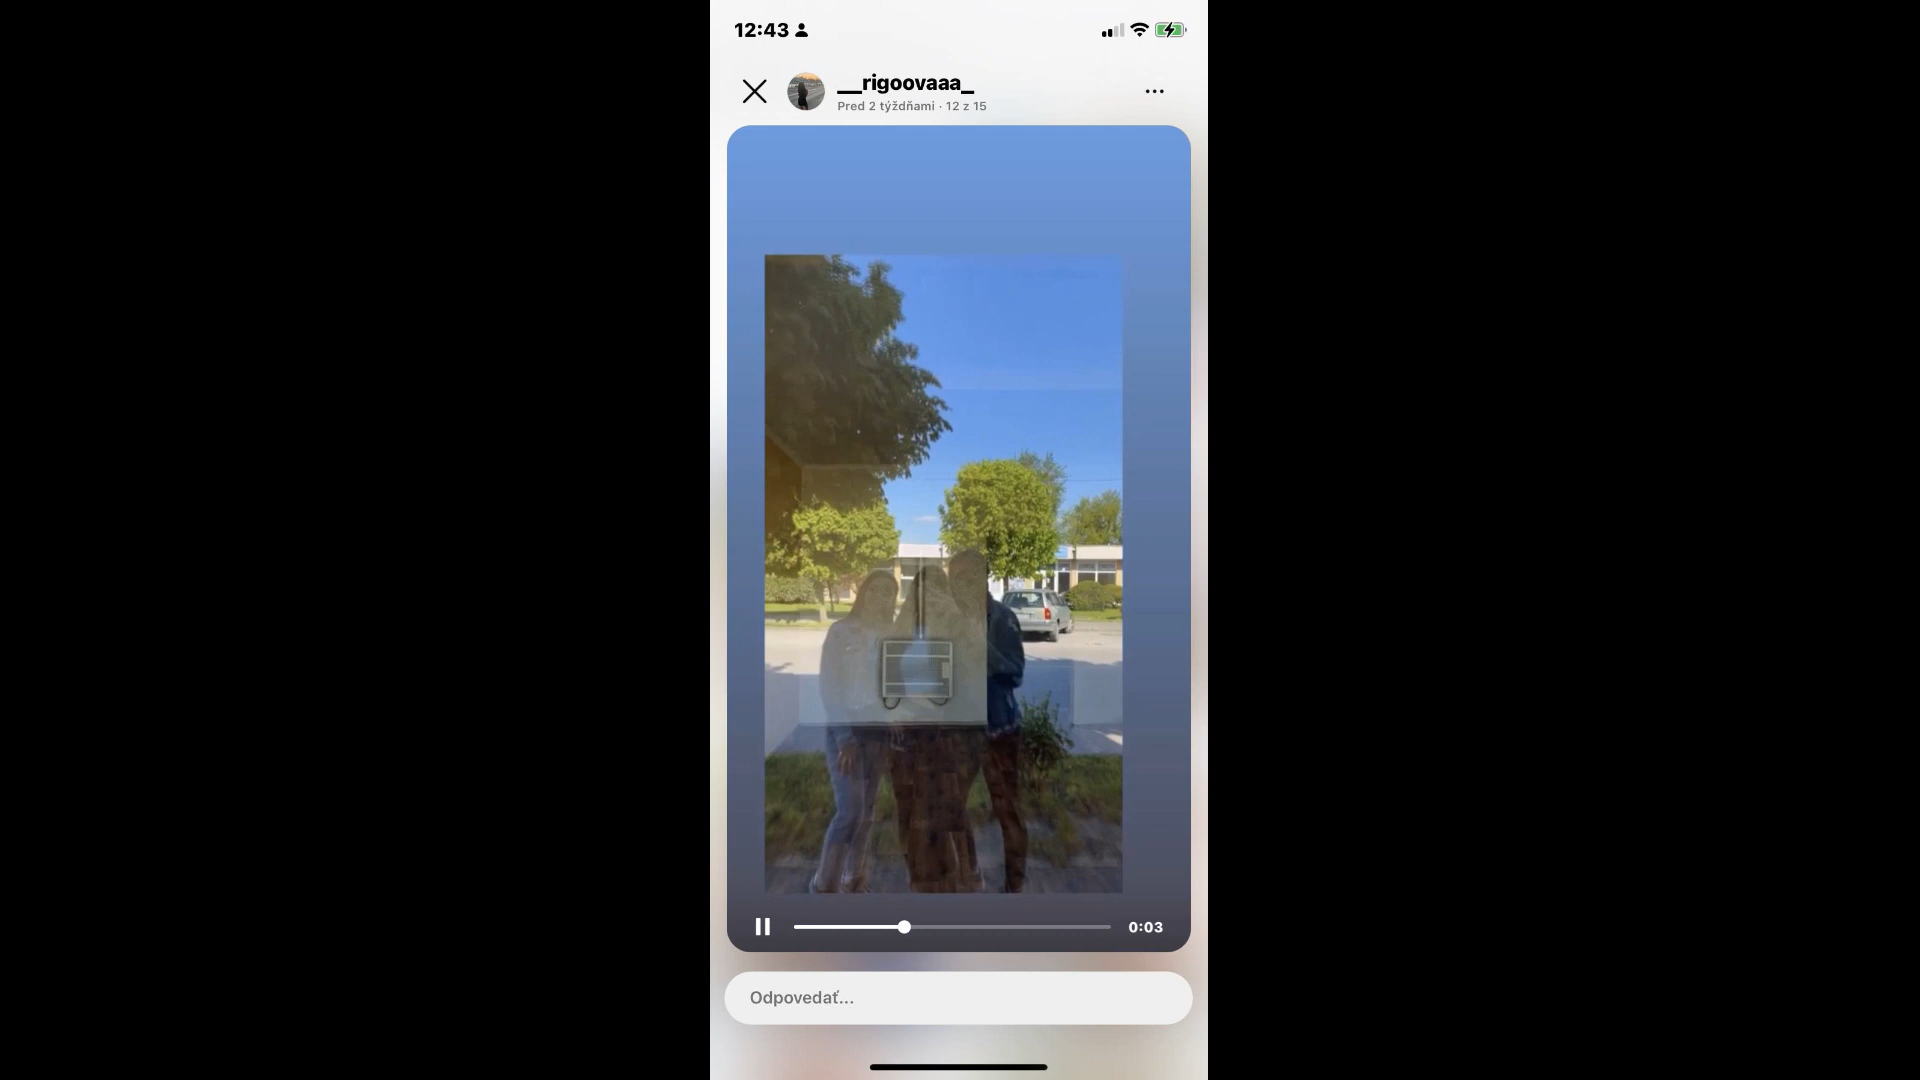 12:43
__rigoovaaa_
Pred 2 týždňami · 12 z 15
0:03
Odpovedať...